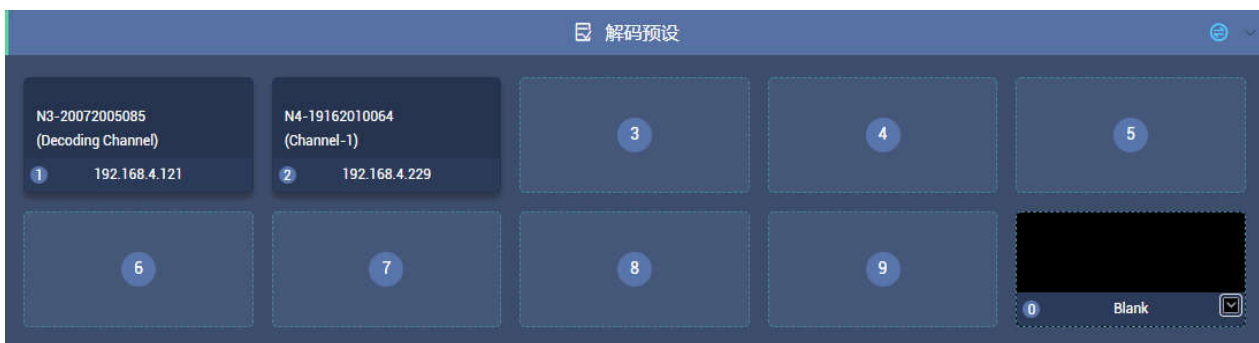 解码预设
N3-20072005085
(Decoding Channel)
1 192.168.4.121
N4-19162010064
(Channel-1)
2 192.168.4.229
3
4
5
6
7
8
9
0 Blank